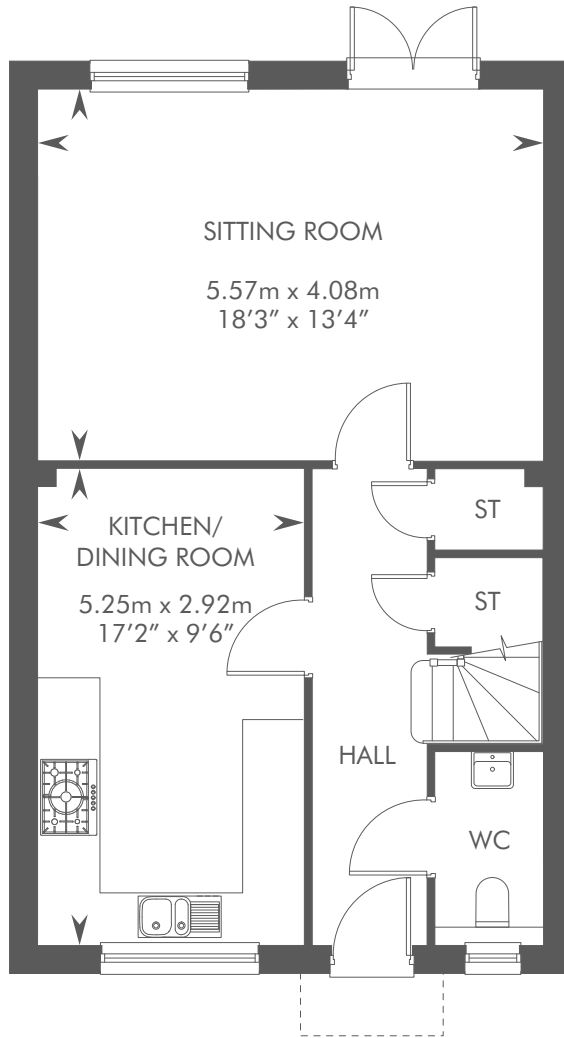 SITTING ROOM
5.57m x 4.08m
18’3” x 13’4”
KITCHEN/
DINING ROOM
5.25m x 2.92m
17’2” x 9’6”
ST
ST
HALL
WC